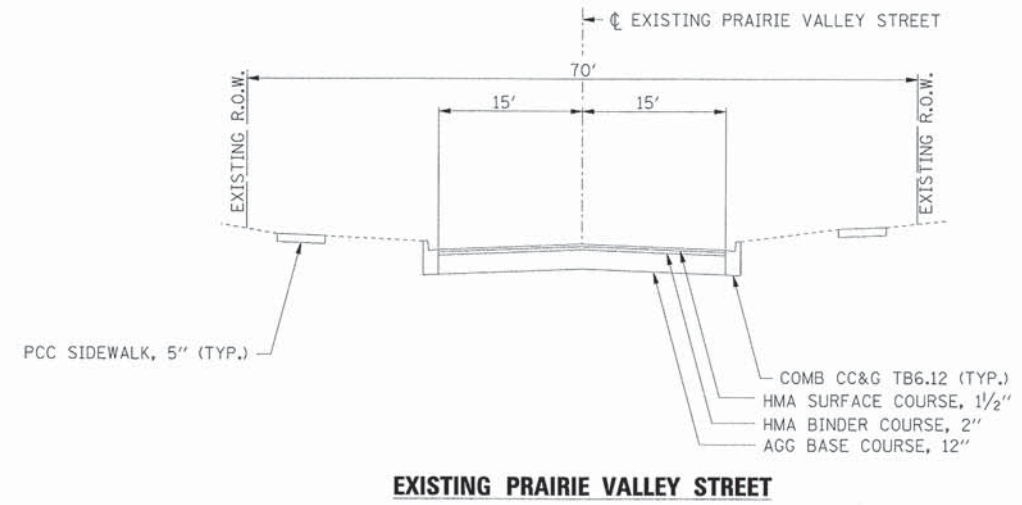 ℄ EXISTING PRAIRIE VALLEY STREET
70'
15'
15'
EXISTING R.O.W.
EXISTING R.O.W.
PCC SIDEWALK, 5" (TYP.)
COMB CC&G TB6.12 (TYP.)
HMA SURFACE COURSE, 1½"
HMA BINDER COURSE, 2"
AGG BASE COURSE, 12"
EXISTING PRAIRIE VALLEY STREET